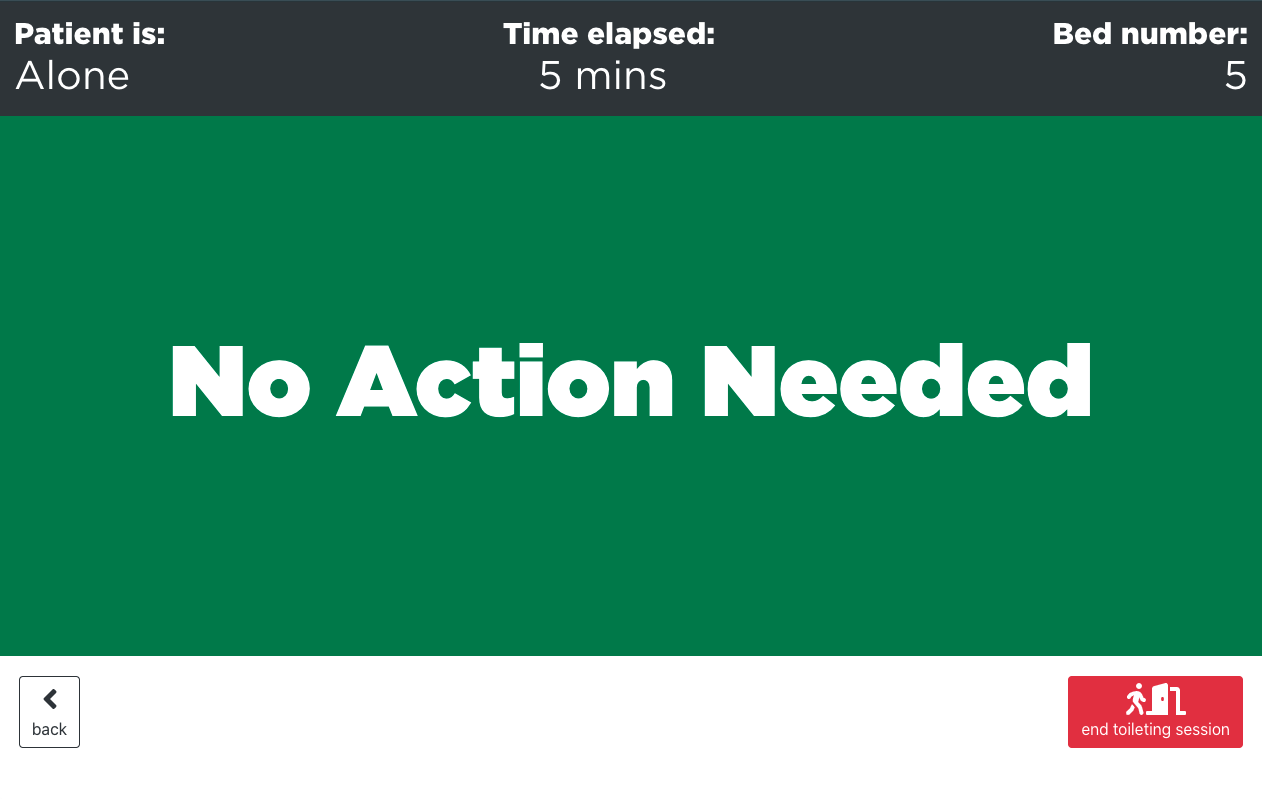 Patient is:
Alone
Time elapsed:
5 mins
Bed number:
5
No Action Needed
back
end toileting session